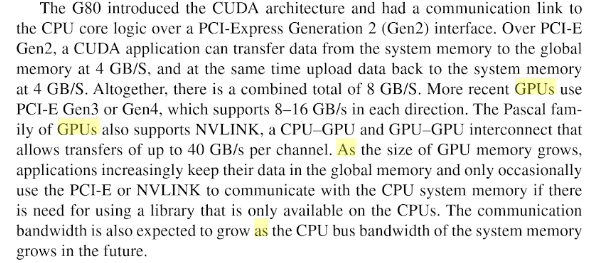 The G80 introduced the CUDA architecture and had a communication link to
the CPU core logic over a PCI-Express Generation 2 (Gen2) interface. Over PCI-E
Gen2, a CUDA application can transfer data from the system memory to the global
memory at 4 GB/S, and at the same time upload data back to the system memory
at 4 GB/S. Altogether, there is a combined total of 8 GB/S. More recent GPUs use
PCI-E Gen3 or Gen4, which supports 8–16 GB/s in each direction. The Pascal fam-
ily of GPUs also supports NVLINK, a CPU–GPU and GPU–GPU interconnect that
allows transfers of up to 40 GB/s per channel. As the size of GPU memory grows,
applications increasingly keep their data in the global memory and only occasionally
use the PCI-E or NVLINK to communicate with the CPU system memory if there
is need for using a library that is only available on the CPUs. The communication
bandwidth is also expected to grow as the CPU bus bandwidth of the system memory
grows in the future.